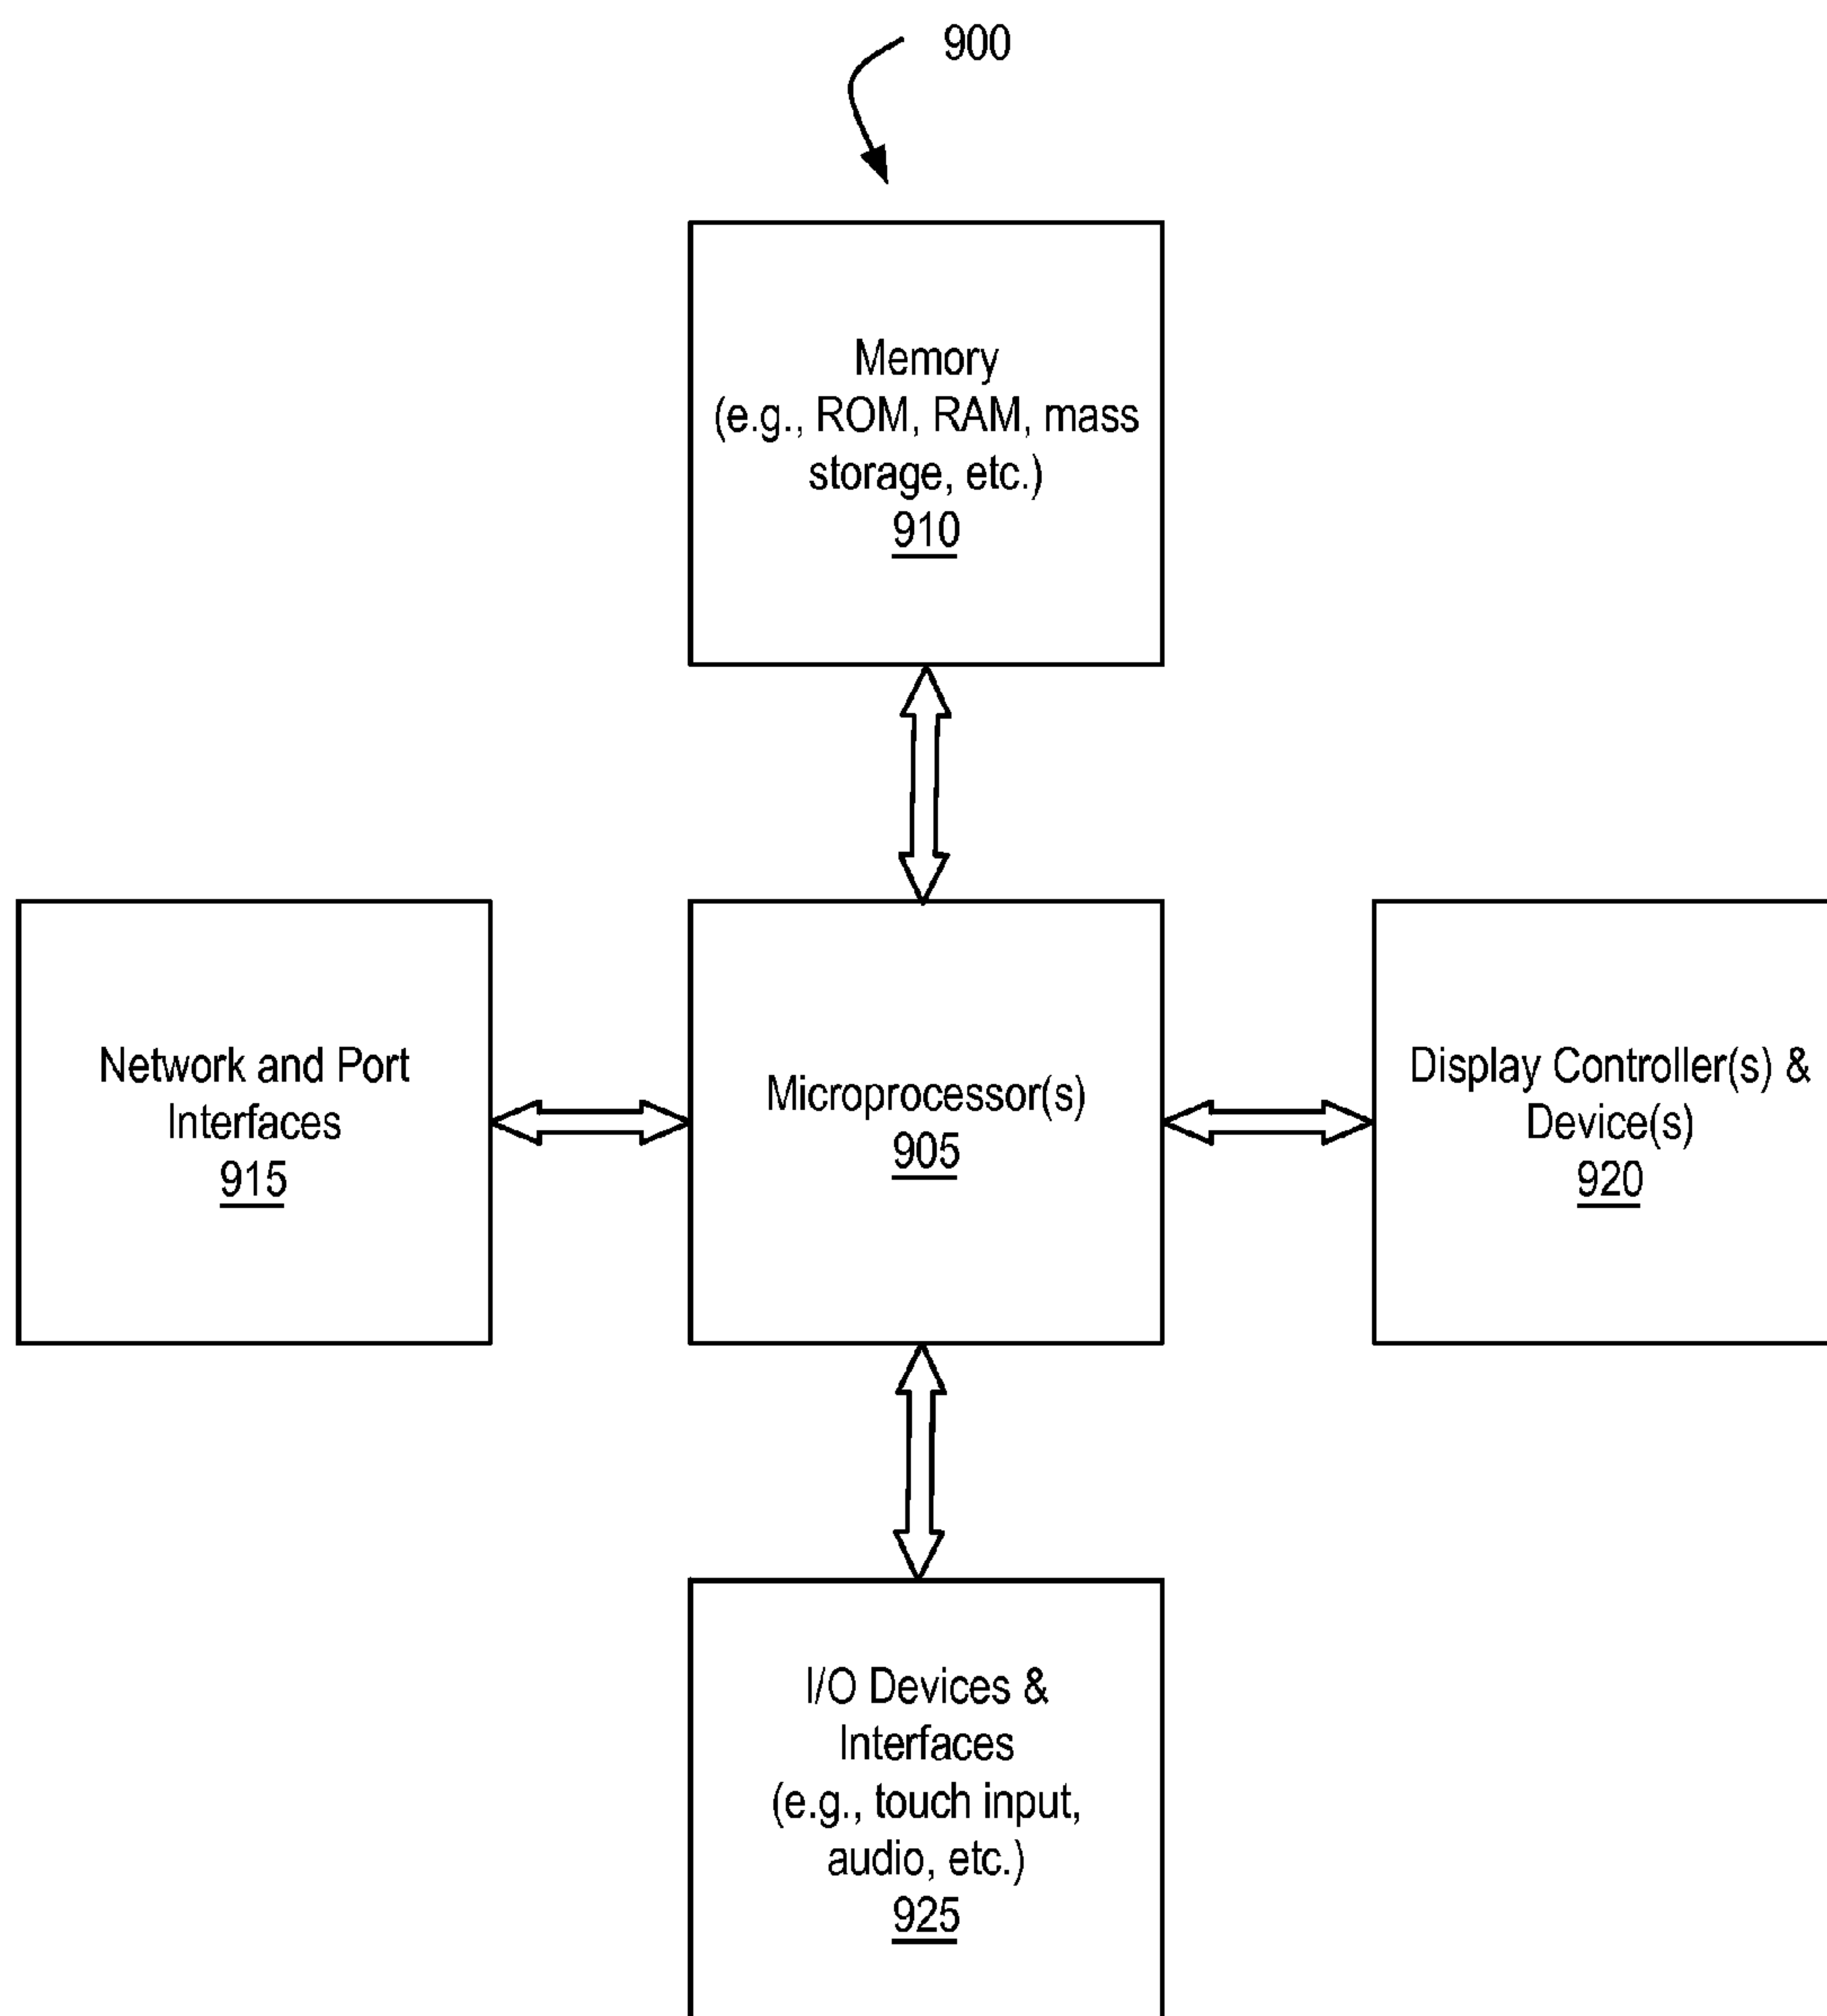 900
Memory
(e.g., ROM, RAM, mass
storage, etc.)
910
Network and Port
Interfaces
915
Microprocessor(s)
905
Display Controller(s) &
Device(s)
920
I/O Devices &
Interfaces
(e.g., touch input,
audio, etc.)
925